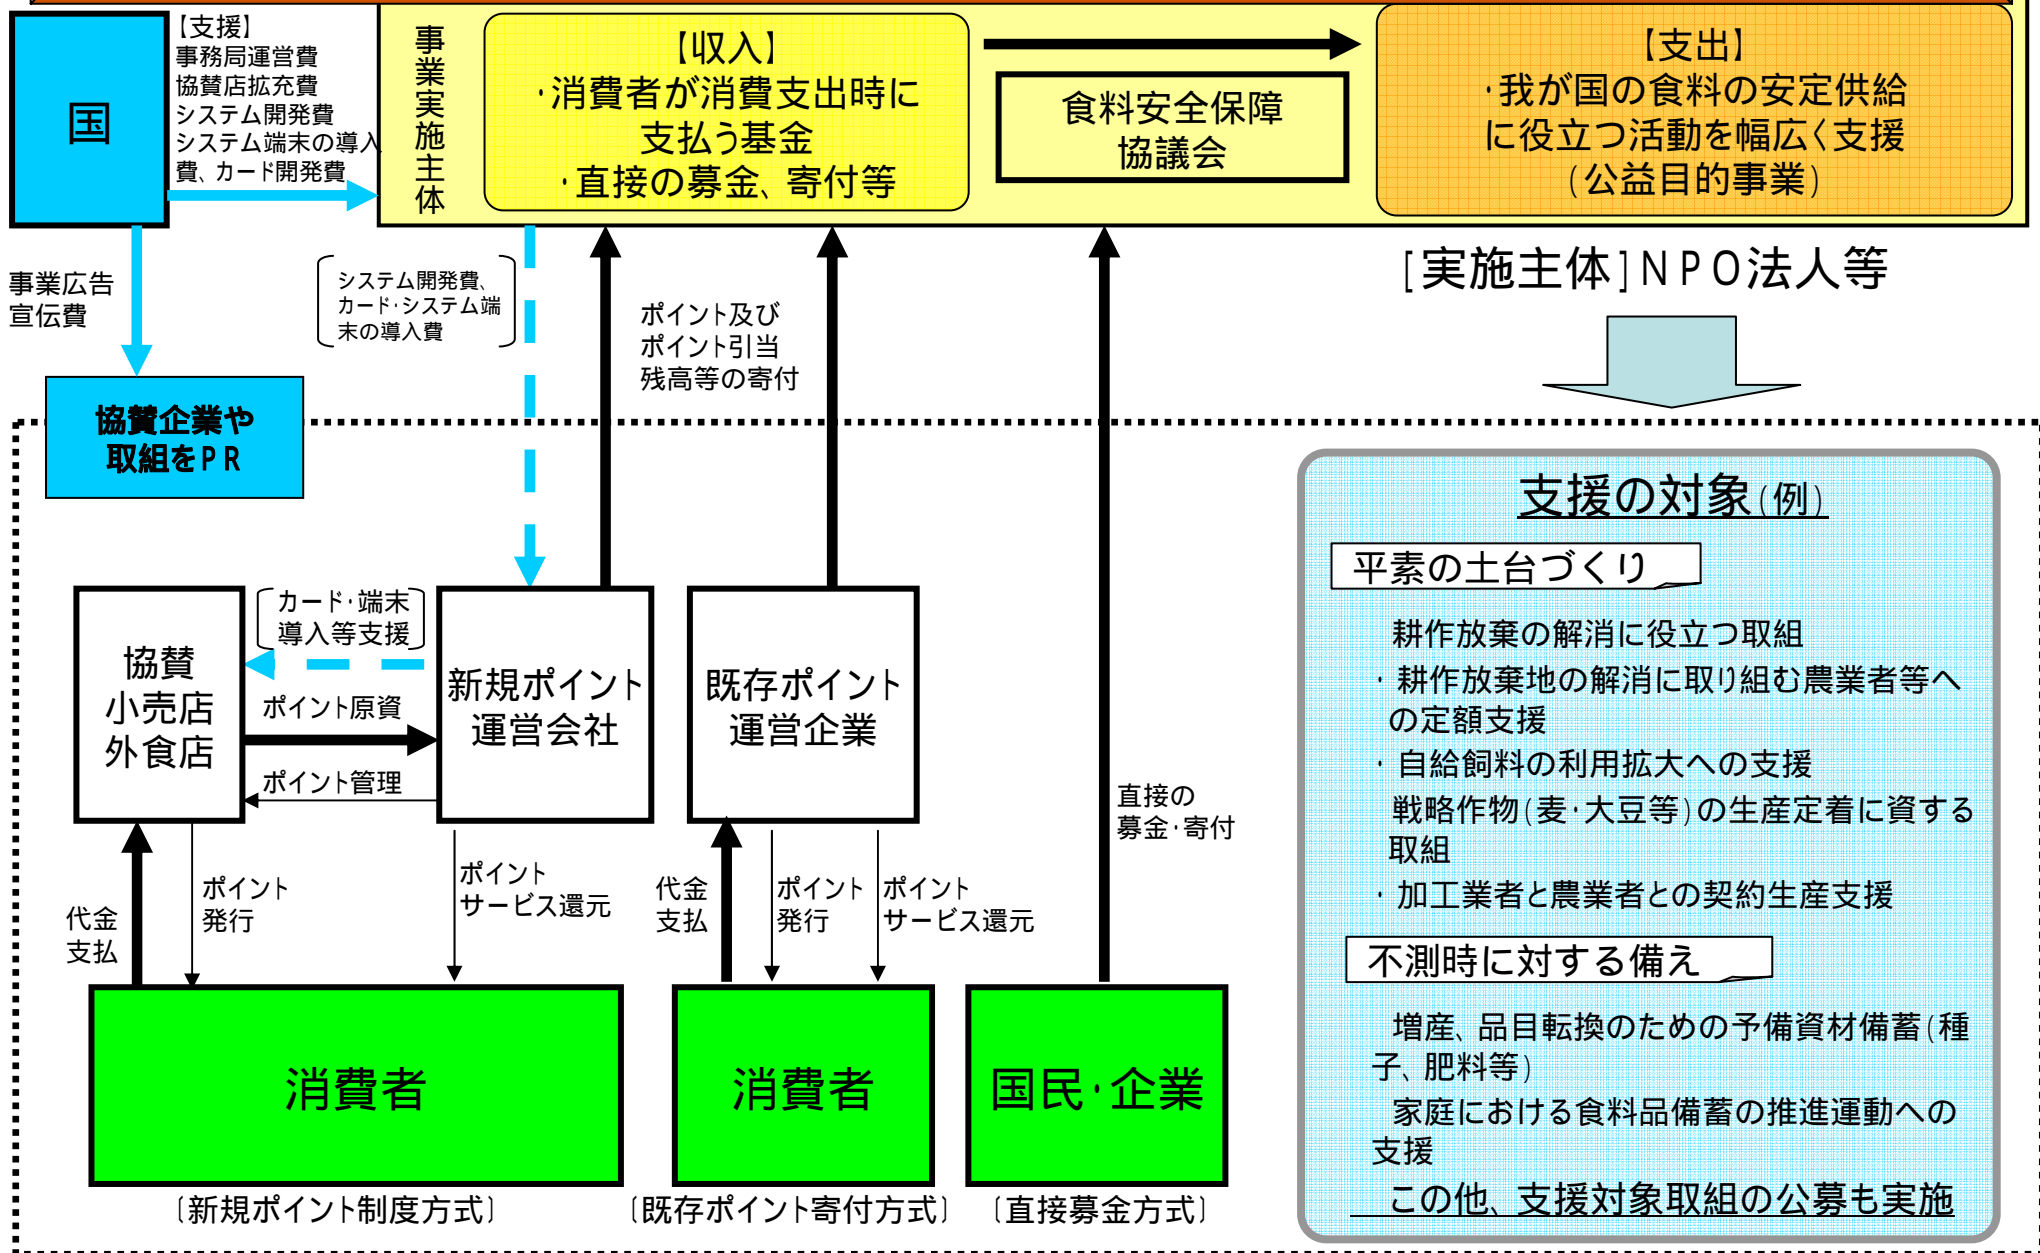 国
【支援】
事務局運営費
協賛店拡充費
システム開発費
システム端末の導入
費、カード開発費
事業実施主体
【収入】
・消費者が消費支出時に
支払う基金
・直接の募金、寄付等
食料安全保障
協議会
【支出】
・我が国の食料の安定供給
に役立つ活動を幅広く支援
(公益目的事業)
[実施主体]NPO法人等
事業広告
宣伝費
システム開発費、
カード・システム端
末の導入費
ポイント及び
ポイント引当
残高等の寄付
協賛企業や
取組をPR
協賛
小売店
外食店
カード・端末
導入等支援
ポイント原資
ポイント管理
新規ポイント
運営会社
既存ポイント
運営企業
直接の
募金・寄付
代金
支払
ポイント
発行
ポイント
サービス還元
代金
支払
ポイント
発行
ポイント
サービス還元
消費者
消費者
国民・企業
〔新規ポイント制度方式〕
〔既存ポイント寄付方式〕
〔直接募金方式〕
支援の対象(例)
平素の土台づくり
耕作放棄の解消に役立つ取組
・耕作放棄地の解消に取り組む農業者等へ
の定額支援
・自給飼料の利用拡大への支援
戦略作物(麦・大豆等)の生産定着に資する
取組
・加工業者と農業者との契約生産支援
不測時に対する備え
増産、品目転換のための予備資材備蓄(種
子、肥料等)
家庭における食料品備蓄の推進運動への
支援
この他、支援対象取組の公募も実施